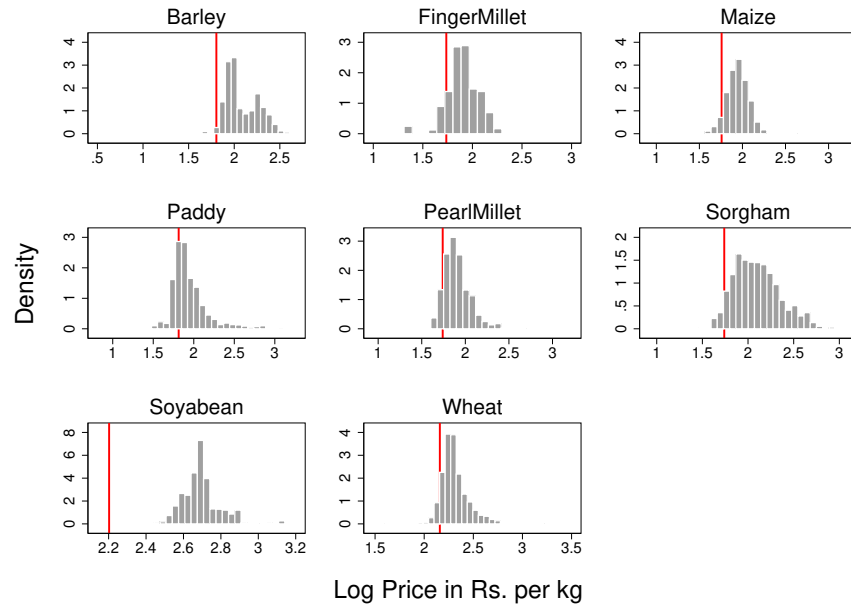 Barley
FingerMillet
Maize
0 1 2 3 4
.5 1 1.5 2 2.5
0 1 2 3
1 1.5 2 2.5 3
0 1 2 3 4
1 1.5 2 2.5 3
Paddy
PearlMillet
Sorgham
Density
0 1 2 3
1 1.5 2 2.5 3
0 1 2 3
1 1.5 2 2.5 3
0 .5 1 1.5 2
1 1.5 2 2.5 3
Soyabean
Wheat
0 2 4 6 8
2.2 2.4 2.6 2.8 3 3.2
0 1 2 3 4
1.5 2 2.5 3 3.5
Log Price in Rs. per kg